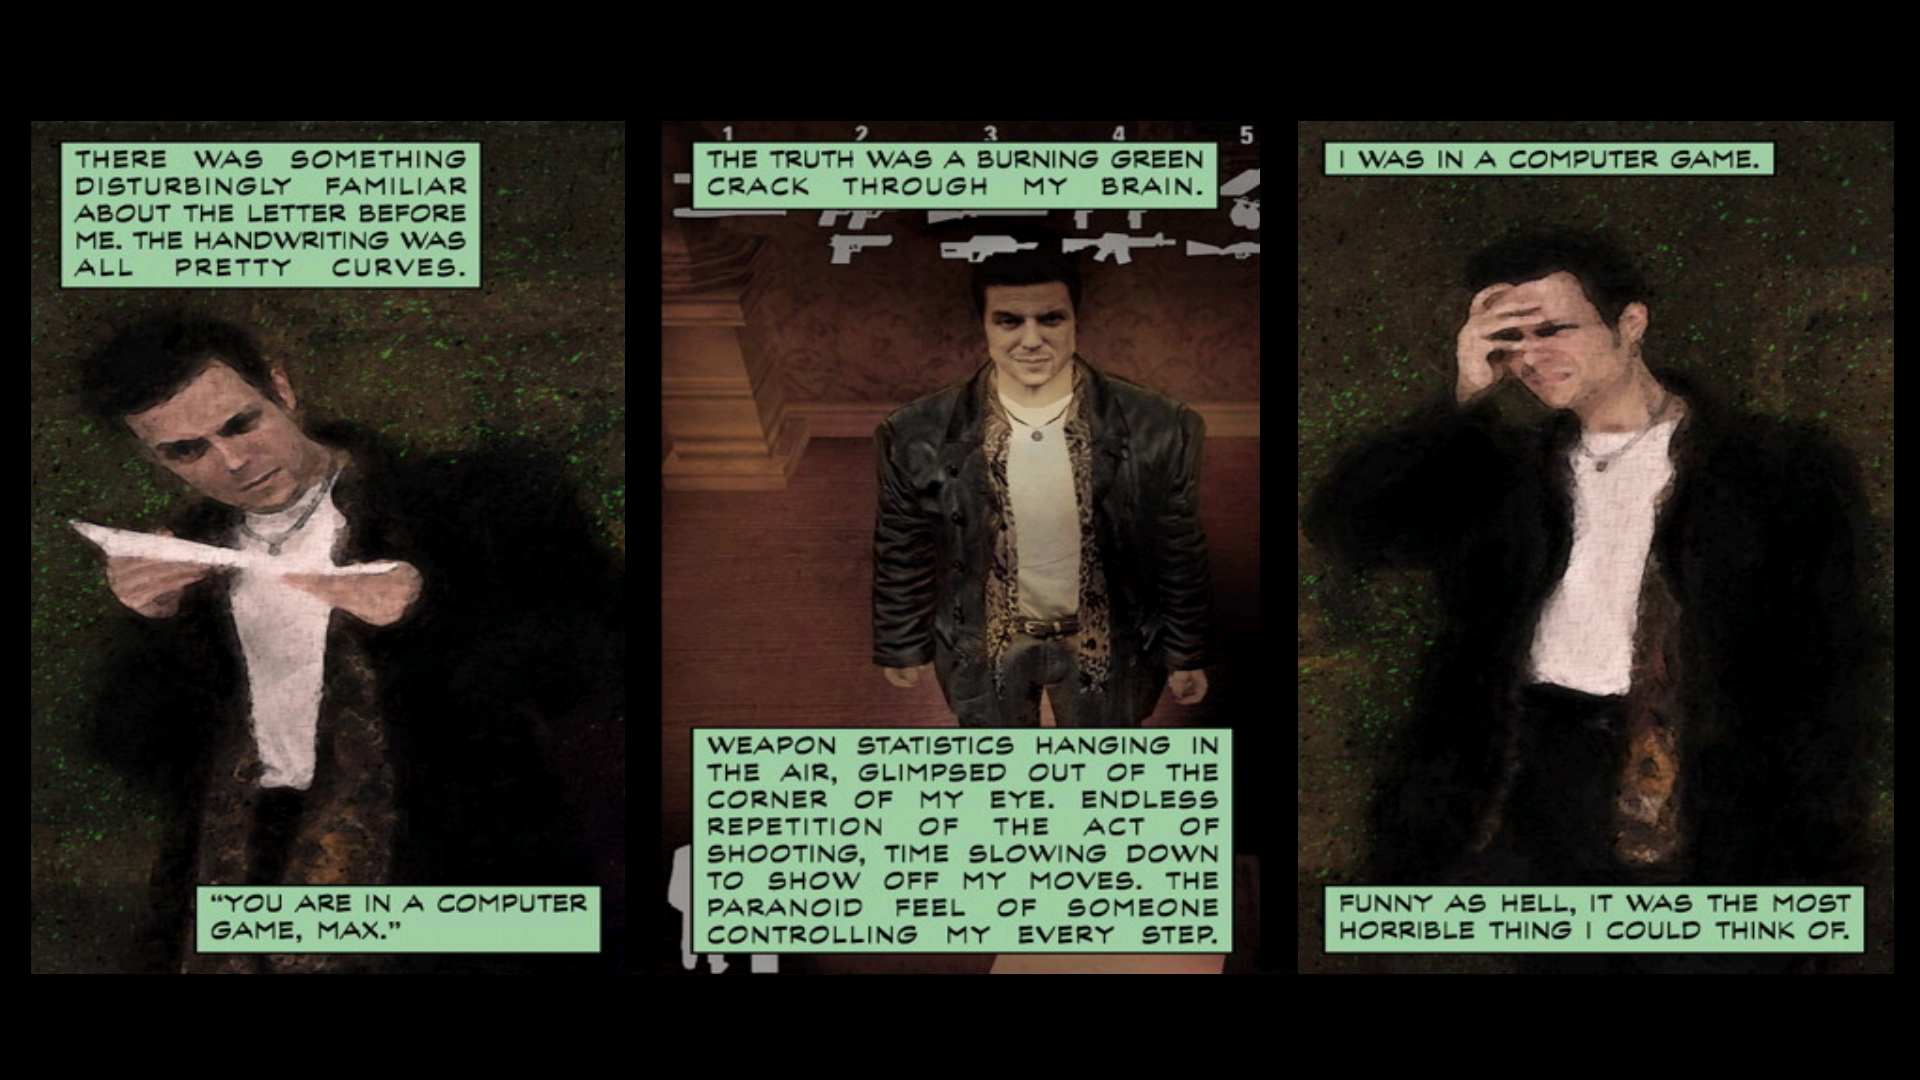 THERE WAS SOMETHING
DISTURBINGLY FAMILIAR
ABOUT THE LETTER BEFORE
ME. THE HANDWRITING WAS
ALL PRETTY CURVES.
“YOU ARE IN A COMPUTER
GAME, MAX.”
1 2 3 4 5
THE TRUTH WAS A BURNING GREEN
CRACK THROUGH MY BRAIN.
WEAPON STATISTICS HANGING IN
THE AIR, GLIMPSED OUT OF THE
CORNER OF MY EYE. ENDLESS
REPETITION OF THE ACT OF
SHOOTING, TIME SLOWING DOWN
TO SHOW OFF MY MOVES. THE
PARANOID FEEL OF SOMEONE
CONTROLLING MY EVERY STEP.
I WAS IN A COMPUTER GAME.
FUNNY AS HELL, IT WAS THE MOST
HORRIBLE THING I COULD THINK OF.